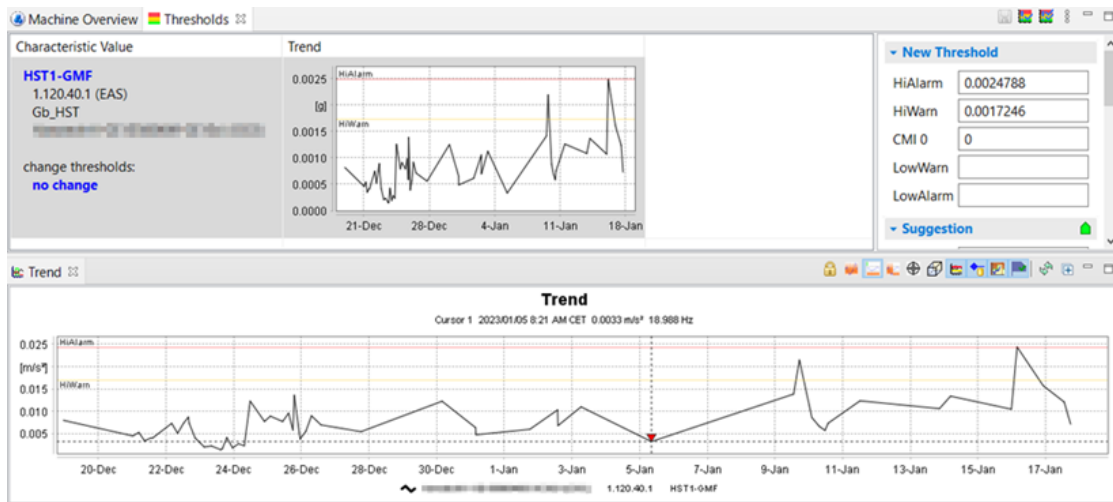 Machine Overview Thresholds
Characteristic Value Trend
HST1-GMF
1.120.40.1 (EAS)
Gb_HST
change thresholds:
no change
0.0025
[g]
0.0015
0.0010
0.0005
0.0000
HiAlarm
HiWarn
21-Dec 28-Dec 4-Jan 11-Jan 18-Jan
New Threshold
HiAlarm 0.0024788
HiWarn 0.0017246
CMI 0 0
LowWarn
LowAlarm
Suggestion
Trend
Trend
Cursor 1 2023/01/05 8:21 AM CET 0.0033 m/s² 18.988 Hz
0.025
[m/s²]
0.015
0.010
0.005
HiAlarm
HiWarn
20-Dec 22-Dec 24-Dec 26-Dec 28-Dec 30-Dec 1-Jan 3-Jan 5-Jan 7-Jan 9-Jan 11-Jan 13-Jan 15-Jan 17-Jan
1.120.40.1 HST1-GMF